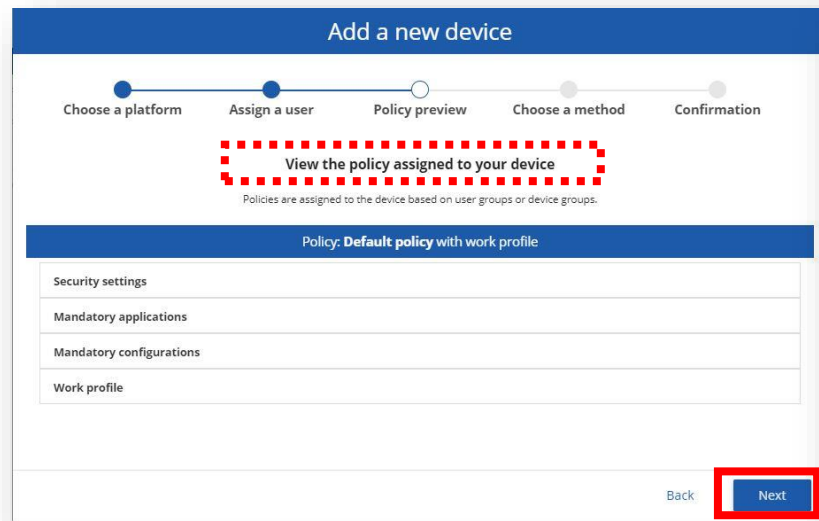 Add a new device
Choose a platform Assign a user Policy preview Choose a method Confirmation
View the policy assigned to your device
Policies are assigned to the device based on user groups or device groups.
Policy: Default policy with work profile
Security settings
Mandatory applications
Mandatory configurations
Work profile
Back Next